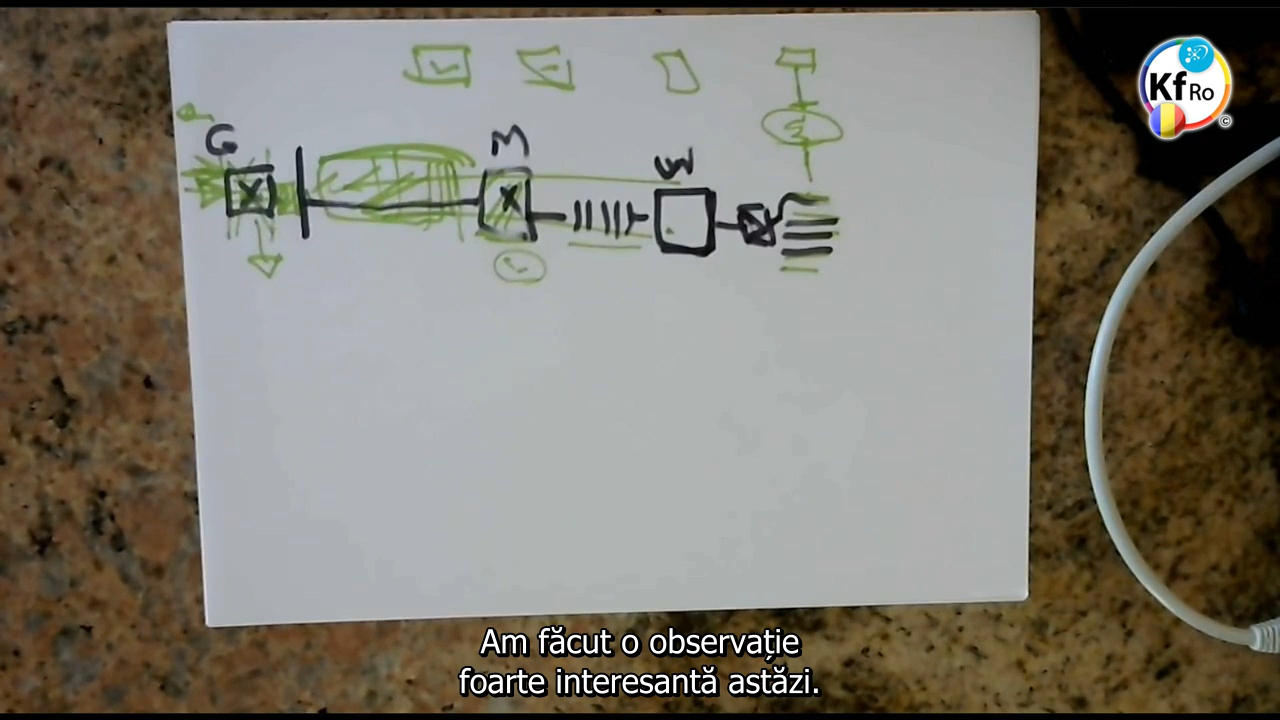 Kf Ro
©
G
M
W
X
X
Am făcut o observație
foarte interesantă astăzi.